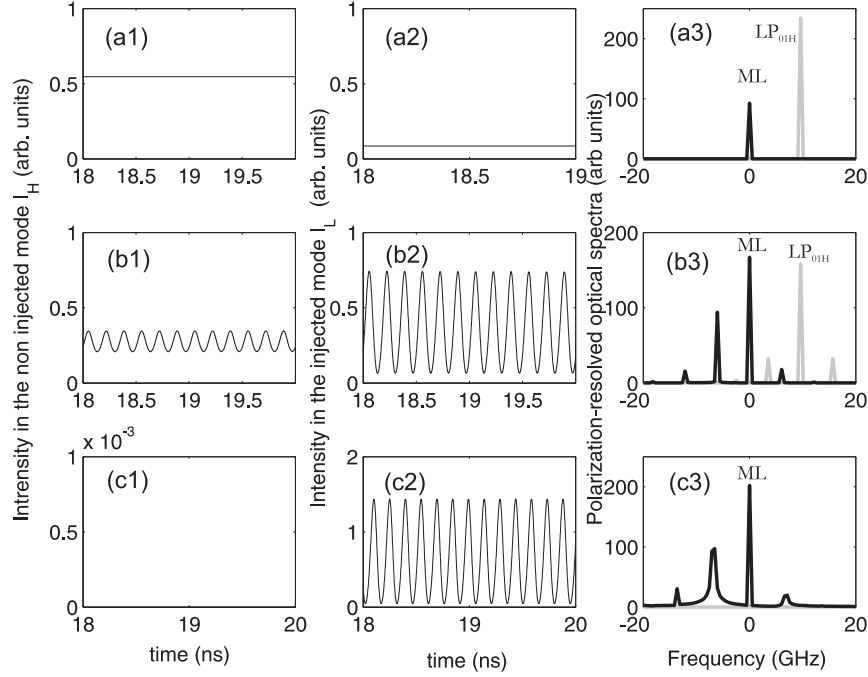 Intrensity in the non injected mode I_H (arb. units)
(a1)
1
0.5
0
18 18.5 19 19.5
Intensity in the injected mode I_L (arb. units)
(a2)
1
0.5
0
18 18.5 19
Polarization-resolved optical spectra (arb units)
(a3)
ML
LP01H
200
100
0
-20 0 20
(b1)
1
0.5
0
18 18.5 19 19.5 20
(b2)
1
0.5
0
18 18.5 19 19.5 20
(b3)
ML
LP01H
200
100
0
-20 0 20
x 10^-3
(c1)
1
0.5
0
18 19 20
time (ns)
(c2)
2
1
0
18 19 20
time (ns)
(c3)
ML
200
100
0
-20 0 20
Frequency (GHz)